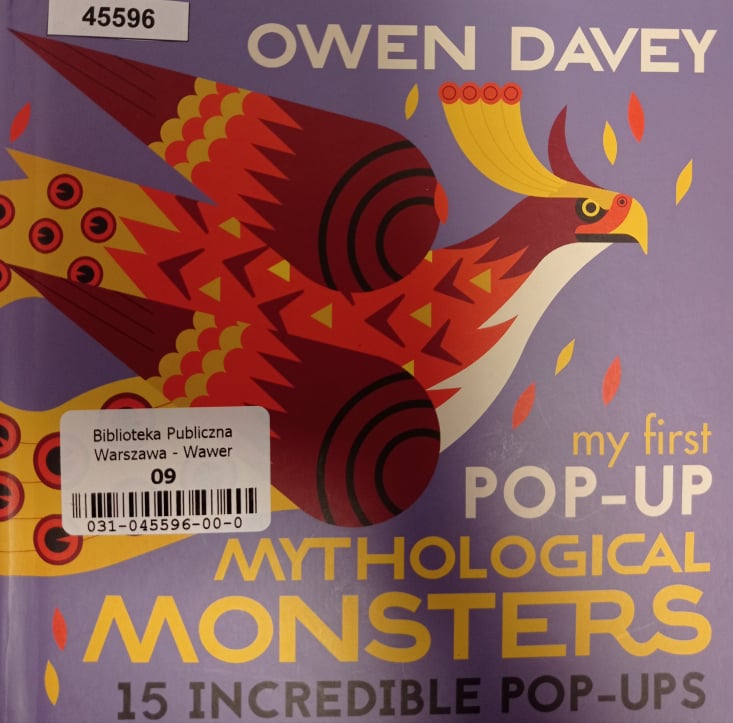 45596
OWEN DAVEY
my first
POP-UP
MYTHOLOGICAL
MONSTERS
15 INCREDIBLE POP-UPS
Biblioteka Publiczna
Warszawa - Wawer
09
031-045596-00-0